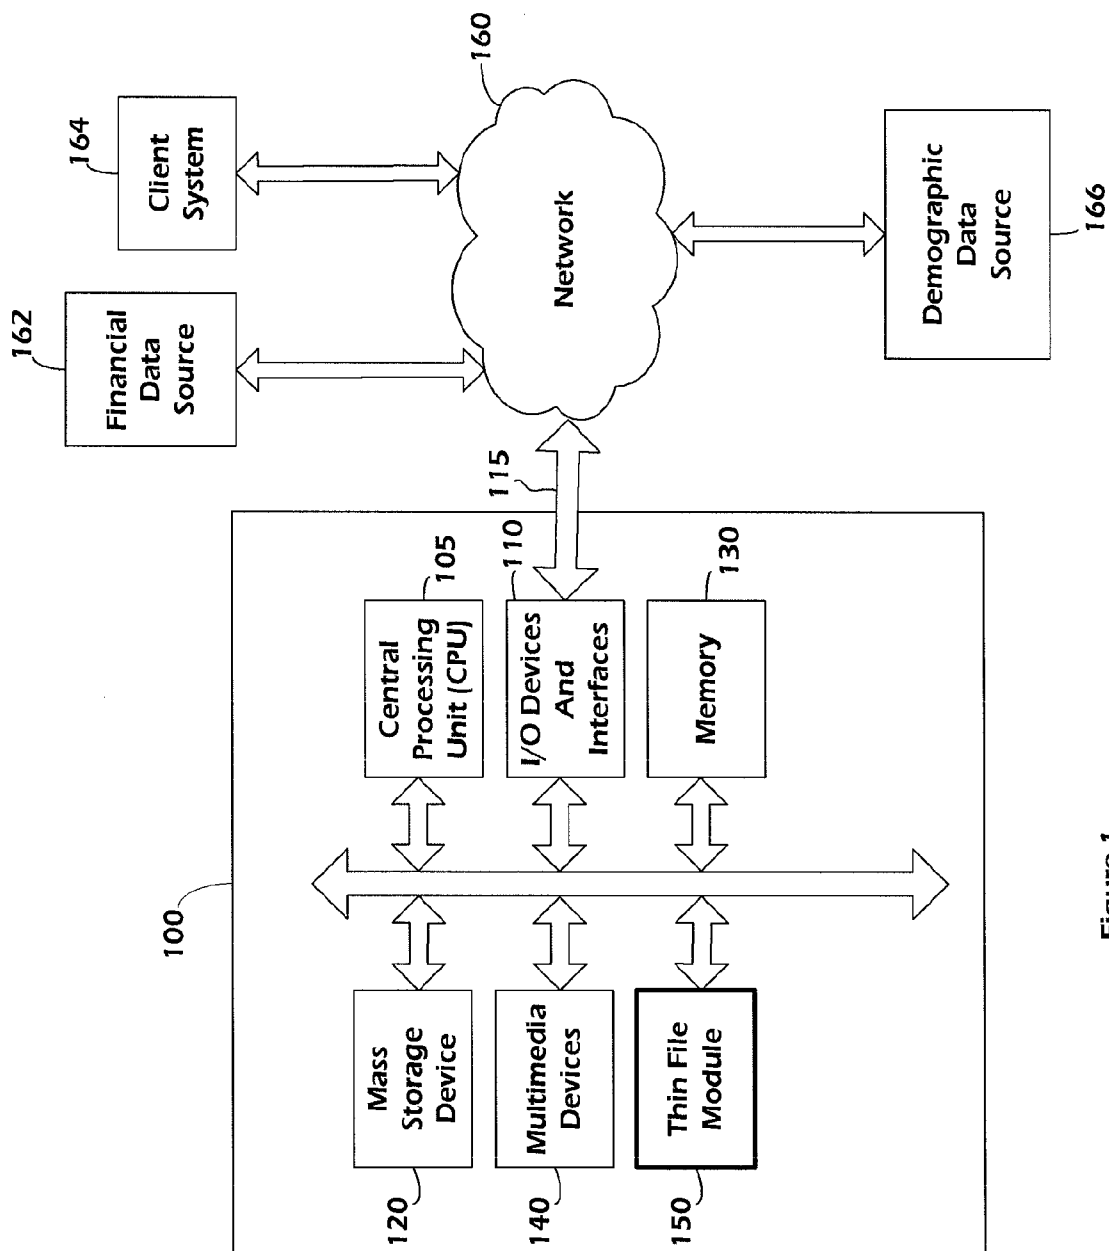 100
120
Mass
Storage
Device
140
Multimedia
Devices
150
Thin File
Module
Central
Processing
Unit (CPU)
105
I/O Devices
And
Interfaces
110
Memory
130
115
Network
160
Financial
Data
Source
162
Client
System
164
Demographic
Data
Source
166
Figure 1